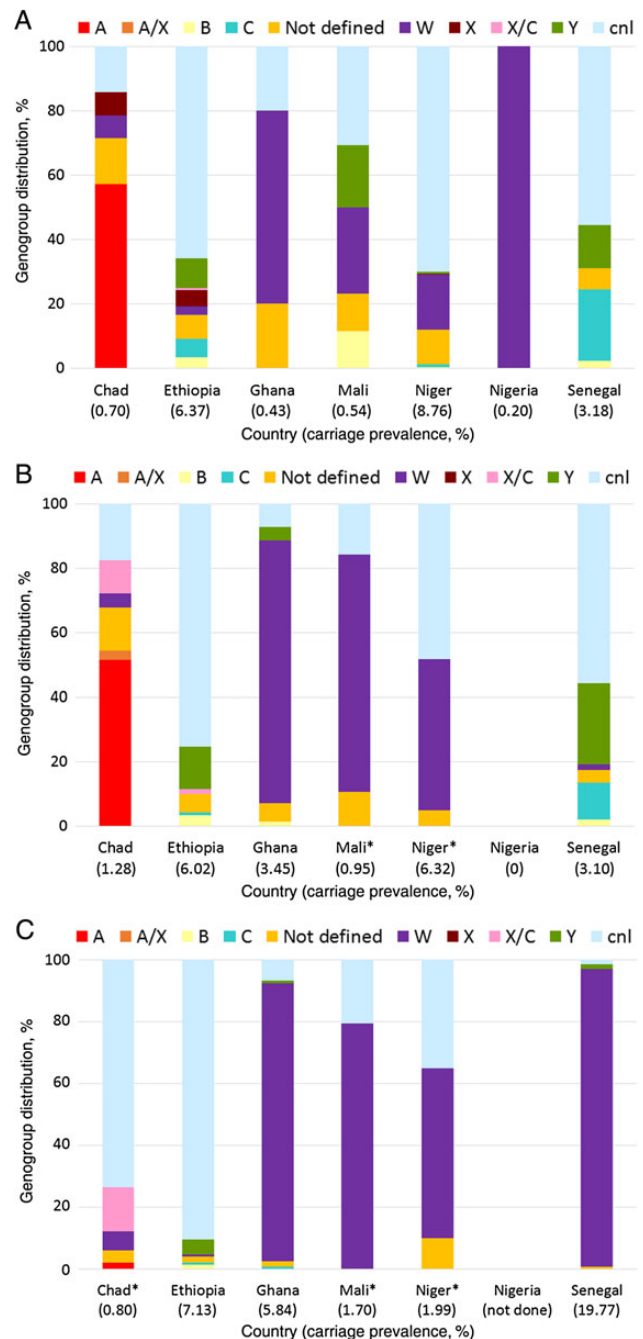 A
A A/X B C Not defined W X X/C Y cnl
Genogroup distribution, %
100
80
60
40
20
0
Chad Ethiopia Ghana Mali Niger Nigeria Senegal
(0.70) (6.37) (0.43) (0.54) (8.76) (0.20) (3.18)
Country (carriage prevalence, %)
B
A A/X B C Not defined W X X/C Y cnl
Genogroup distribution, %
100
80
60
40
20
0
Chad Ethiopia Ghana Mali* Niger* Nigeria Senegal
(1.28) (6.02) (3.45) (0.95) (6.32) (0) (3.10)
Country (carriage prevalence, %)
C
A A/X B C Not defined W X X/C Y cnl
Genogroup distribution, %
100
80
60
40
20
0
Chad* Ethiopia Ghana Mali* Niger* Nigeria Senegal
(0.80) (7.13) (5.84) (1.70) (1.99) (not done) (19.77)
Country (carriage prevalence, %)